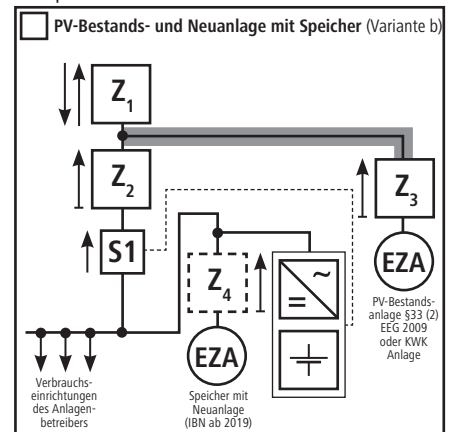 PV-Bestands- und Neuanlage mit Speicher (Variante b)
Z1
Z2
Z3
S1
Z4
~
=
EZA
PV-Bestands-
anlage §33 (2)
EEG 2009
oder KWK
Anlage
EZA
Verbrauchs-
einrichtungen
des Anlagen-
betreibers
Speicher mit
Neuanlage
(IBN ab 2019)